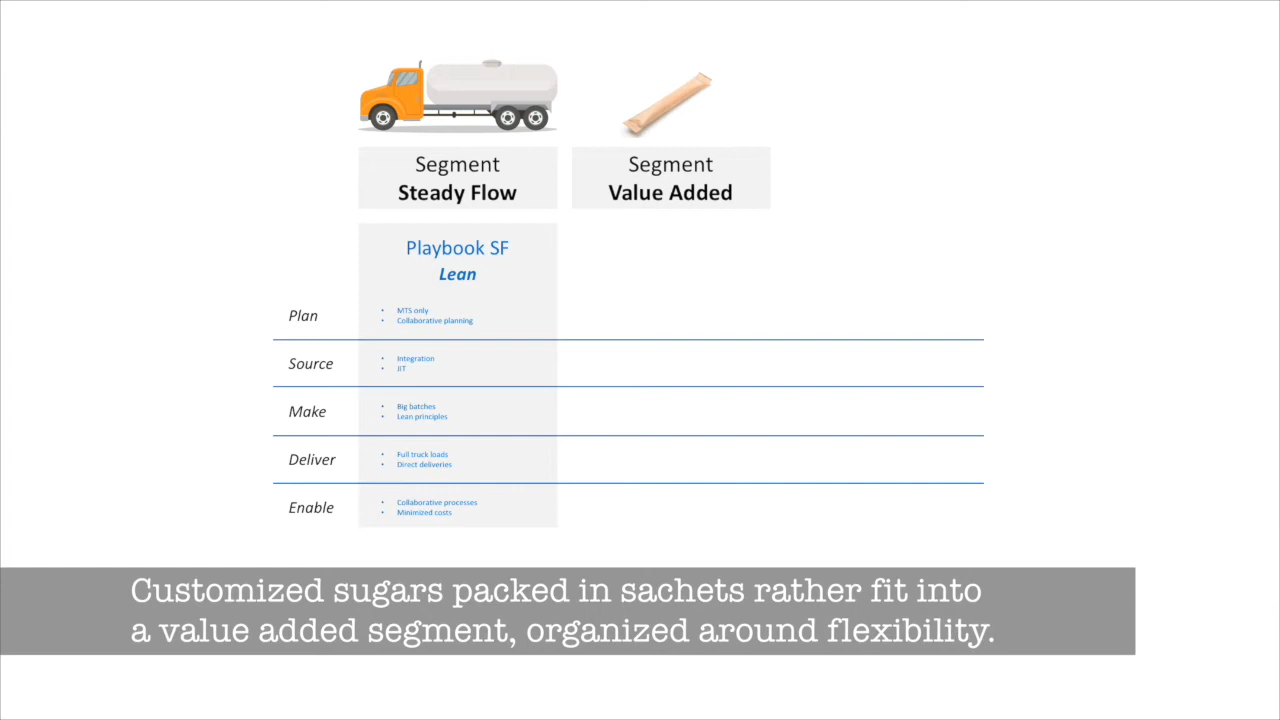 Segment
Steady Flow
Segment
Value Added
Playbook SF
Lean
Plan
• MTS only
• Collaborative planning
Source
• Integration
• JIT
Make
• Big batches
• Lean principles
Deliver
• Full truck loads
• Direct deliveries
Enable
• Collaborative processes
• Minimized costs
Customized sugars packed in sachets rather fit into
a value added segment, organized around flexibility.